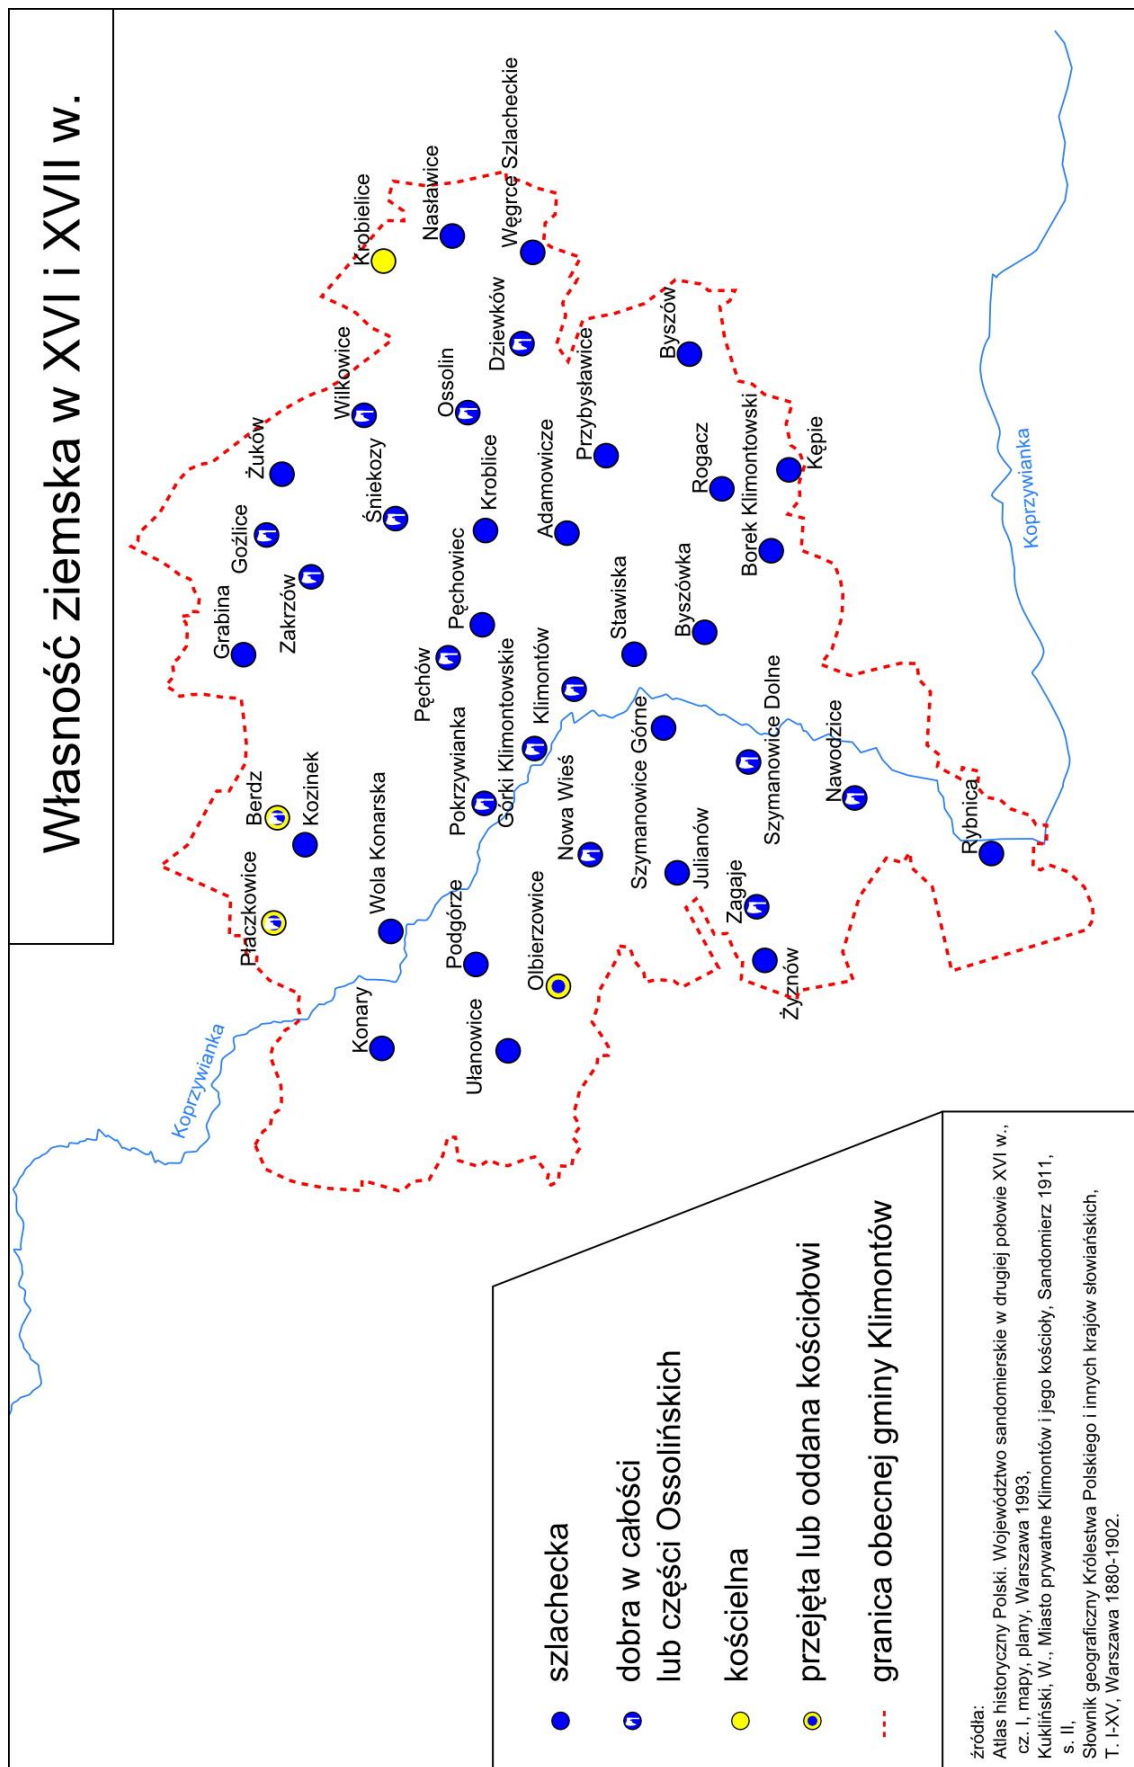 Własność ziemska w XVI i XVII w.
Koprzywianka
Płaczkowice
Berdz
Kozinek
Grabina
Goźlice
Żuków
Zakrzów
Wilkowice
Krobielice
Nasławice
Węgrce Szlacheckie
Śniekozy
Ossolin
Dziewków
Konary
Wola Konarska
Podgórze
Ułanowice
Olbierzowice
Pokrzywianka
Górki Klimontowskie
Pęchów
Pęchowiec
Kroblice
Klimontów
Adamowicze
Przybysławice
Byszów
Nowa Wieś
Stawiska
Byszówka
Rogacz
Borek Klimontowski
Kępie
Szymanowice Górne
Julianów
Szymanowice Dolne
Zagaje
Żyznów
Nawodzice
Rybnica
Koprzywianka
szlachecka
dobra w całości
lub części Ossolińskich
kościelna
przejęta lub oddana kościołowi
granica obecnej gminy Klimontów
źródła:
Atlas historyczny Polski. Województwo sandomierskie w drugiej połowie XVI w.,
cz. I, mapy, plany, Warszawa 1993,
Kukliński, W., Miasto prywatne Klimontów i jego kościoły, Sandomierz 1911,
s. II,
Słownik geograficzny Królestwa Polskiego i innych krajów słowiańskich,
T. I-XV, Warszawa 1880-1902.